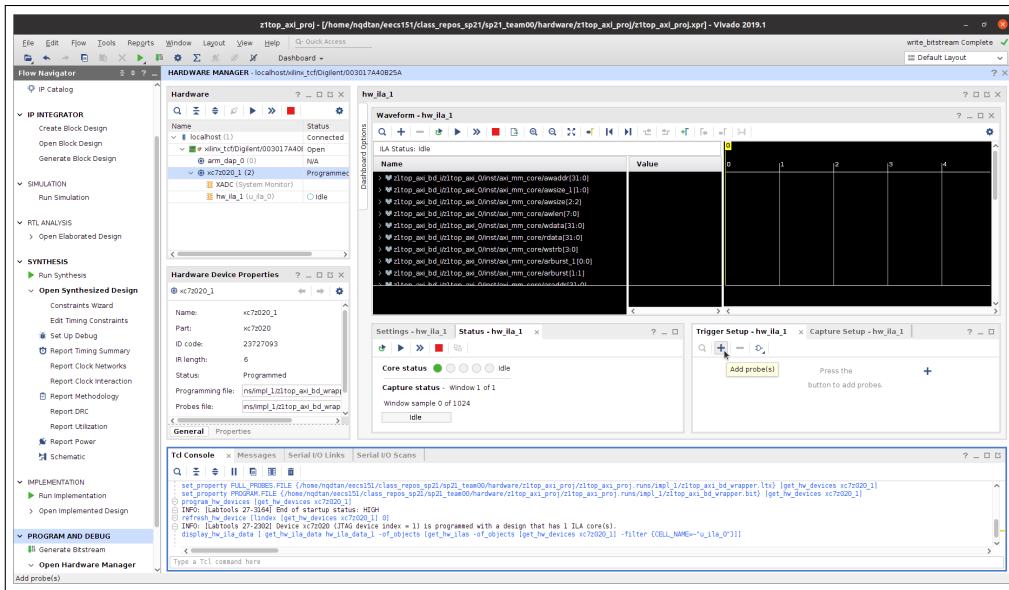 z1top_axi_proj - [/home/nqdtan/eecs151/class_repos_sp21/sp21_team00/hardware/z1top_axi_proj/z1top_axi_proj.xpr] - Vivado 2019.1
File Edit Flow Tools Reports Window Layout View Help Quick Access
write_bitstream Complete
Dashboard
Default Layout
Flow Navigator
HARDWARE MANAGER - localhost/xilinx_tcf/Digilent/003017A40B25A
IP Catalog
IP INTEGRATOR
Create Block Design
Open Block Design
Generate Block Design
SIMULATION
Run Simulation
RTL ANALYSIS
Open Elaborated Design
SYNTHESIS
Run Synthesis
Open Synthesized Design
Constraints Wizard
Edit Timing Constraints
Set Up Debug
Report Timing Summary
Report Clock Networks
Report Clock Interaction
Report Methodology
Report DRC
Report Utilization
Report Power
Schematic
IMPLEMENTATION
Run Implementation
Open Implemented Design
PROGRAM AND DEBUG
Generate Bitstream
Open Hardware Manager
Add probe(s)
Hardware
Name Status
localhost (1) Connected
xilinx_tcf/Digilent/003017A40B Open
arm_dap_0 (0) N/A
xc7z020_1 (2) Programmed
XADC (System Monitor)
hw_ila_1 (u_ila_0) Idle
Hardware Device Properties
xc7z020_1
Name: xc7z020_1
Part: xc7z020
ID code: 23727093
IR length: 6
Status: Programmed
Programming file: ns/impl_1/z1top_axi_bd_wrapp
Probes file: ins/impl_1/z1top_axi_bd_wrap
General Properties
hw_ila_1
Dashboard Options
Waveform - hw_ila_1
ILA Status: Idle
Name Value
0 0 1 2 3 4
z1top_axi_bd_i/z1top_axi_0/inst/axi_mm_core/awaddr[31:0]
z1top_axi_bd_i/z1top_axi_0/inst/axi_mm_core/awsize_1[1:0]
z1top_axi_bd_i/z1top_axi_0/inst/axi_mm_core/awsize[2:2]
z1top_axi_bd_i/z1top_axi_0/inst/axi_mm_core/awlen[7:0]
z1top_axi_bd_i/z1top_axi_0/inst/axi_mm_core/wdata[31:0]
z1top_axi_bd_i/z1top_axi_0/inst/axi_mm_core/rdata[31:0]
z1top_axi_bd_i/z1top_axi_0/inst/axi_mm_core/wstrb[3:0]
z1top_axi_bd_i/z1top_axi_0/inst/axi_mm_core/arburst_1[0:0]
z1top_axi_bd_i/z1top_axi_0/inst/axi_mm_core/arburst[1:1]
z1top_axi_bd_i/z1top_axi_0/inst/axi_mm_core/araddr[31:0]
Settings - hw_ila_1 Status - hw_ila_1
Core status Idle
Capture status - Window 1 of 1
Window sample 0 of 1024
Idle
Trigger Setup - hw_ila_1 Capture Setup - hw_ila_1
Add probe(s)
Press the
button to add probes.
Tcl Console Messages Serial I/O Links Serial I/O Scans
set_property FULL_PROBES.FILE {/home/nqdtan/eecs151/class_repos_sp21/sp21_team00/hardware/z1top_axi_proj/z1top_axi_proj.runs/impl_1/z1top_axi_bd_wrapper.ltx} [get_hw_devices xc7z020_1]
set_property PROGRAM.FILE {/home/nqdtan/eecs151/class_repos_sp21/sp21_team00/hardware/z1top_axi_proj/z1top_axi_proj.runs/impl_1/z1top_axi_bd_wrapper.bit} [get_hw_devices xc7z020_1]
program_hw_devices [get_hw_devices xc7z020_1]
INFO: [Labtools 27-3164] End of startup status: HIGH
refresh_hw_device [lindex [get_hw_devices xc7z020_1] 0]
INFO: [Labtools 27-2302] Device xc7z020 (JTAG device index = 1) is programmed with a design that has 1 ILA core(s).
display_hw_ila_data [ get_hw_ila_data hw_ila_data_1 -of_objects [get_hw_ilas -of_objects [get_hw_devices xc7z020_1] -filter {CELL_NAME=~"u_ila_0"}]]
Type a Tcl command here